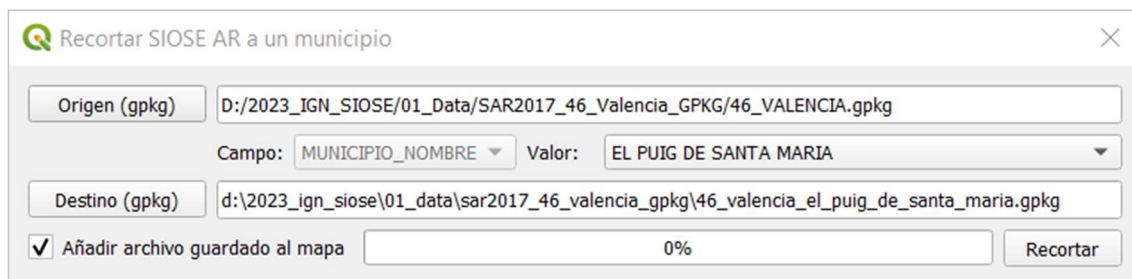 Recortar SIOSE AR a un municipio
Origen (gpkg) D:/2023_IGN_SIOSE/01_Data/SAR2017_46_Valencia_GPKG/46_VALENCIA.gpkg
Campo: MUNICIPIO_NOMBRE Valor: EL PUIG DE SANTA MARIA
Destino (gpkg) d:\2023_ign_siose\01_data\sar2017_46_valencia_gpkg\46_valencia_el_puig_de_santa_maria.gpkg
Añadir archivo guardado al mapa 0% Recortar